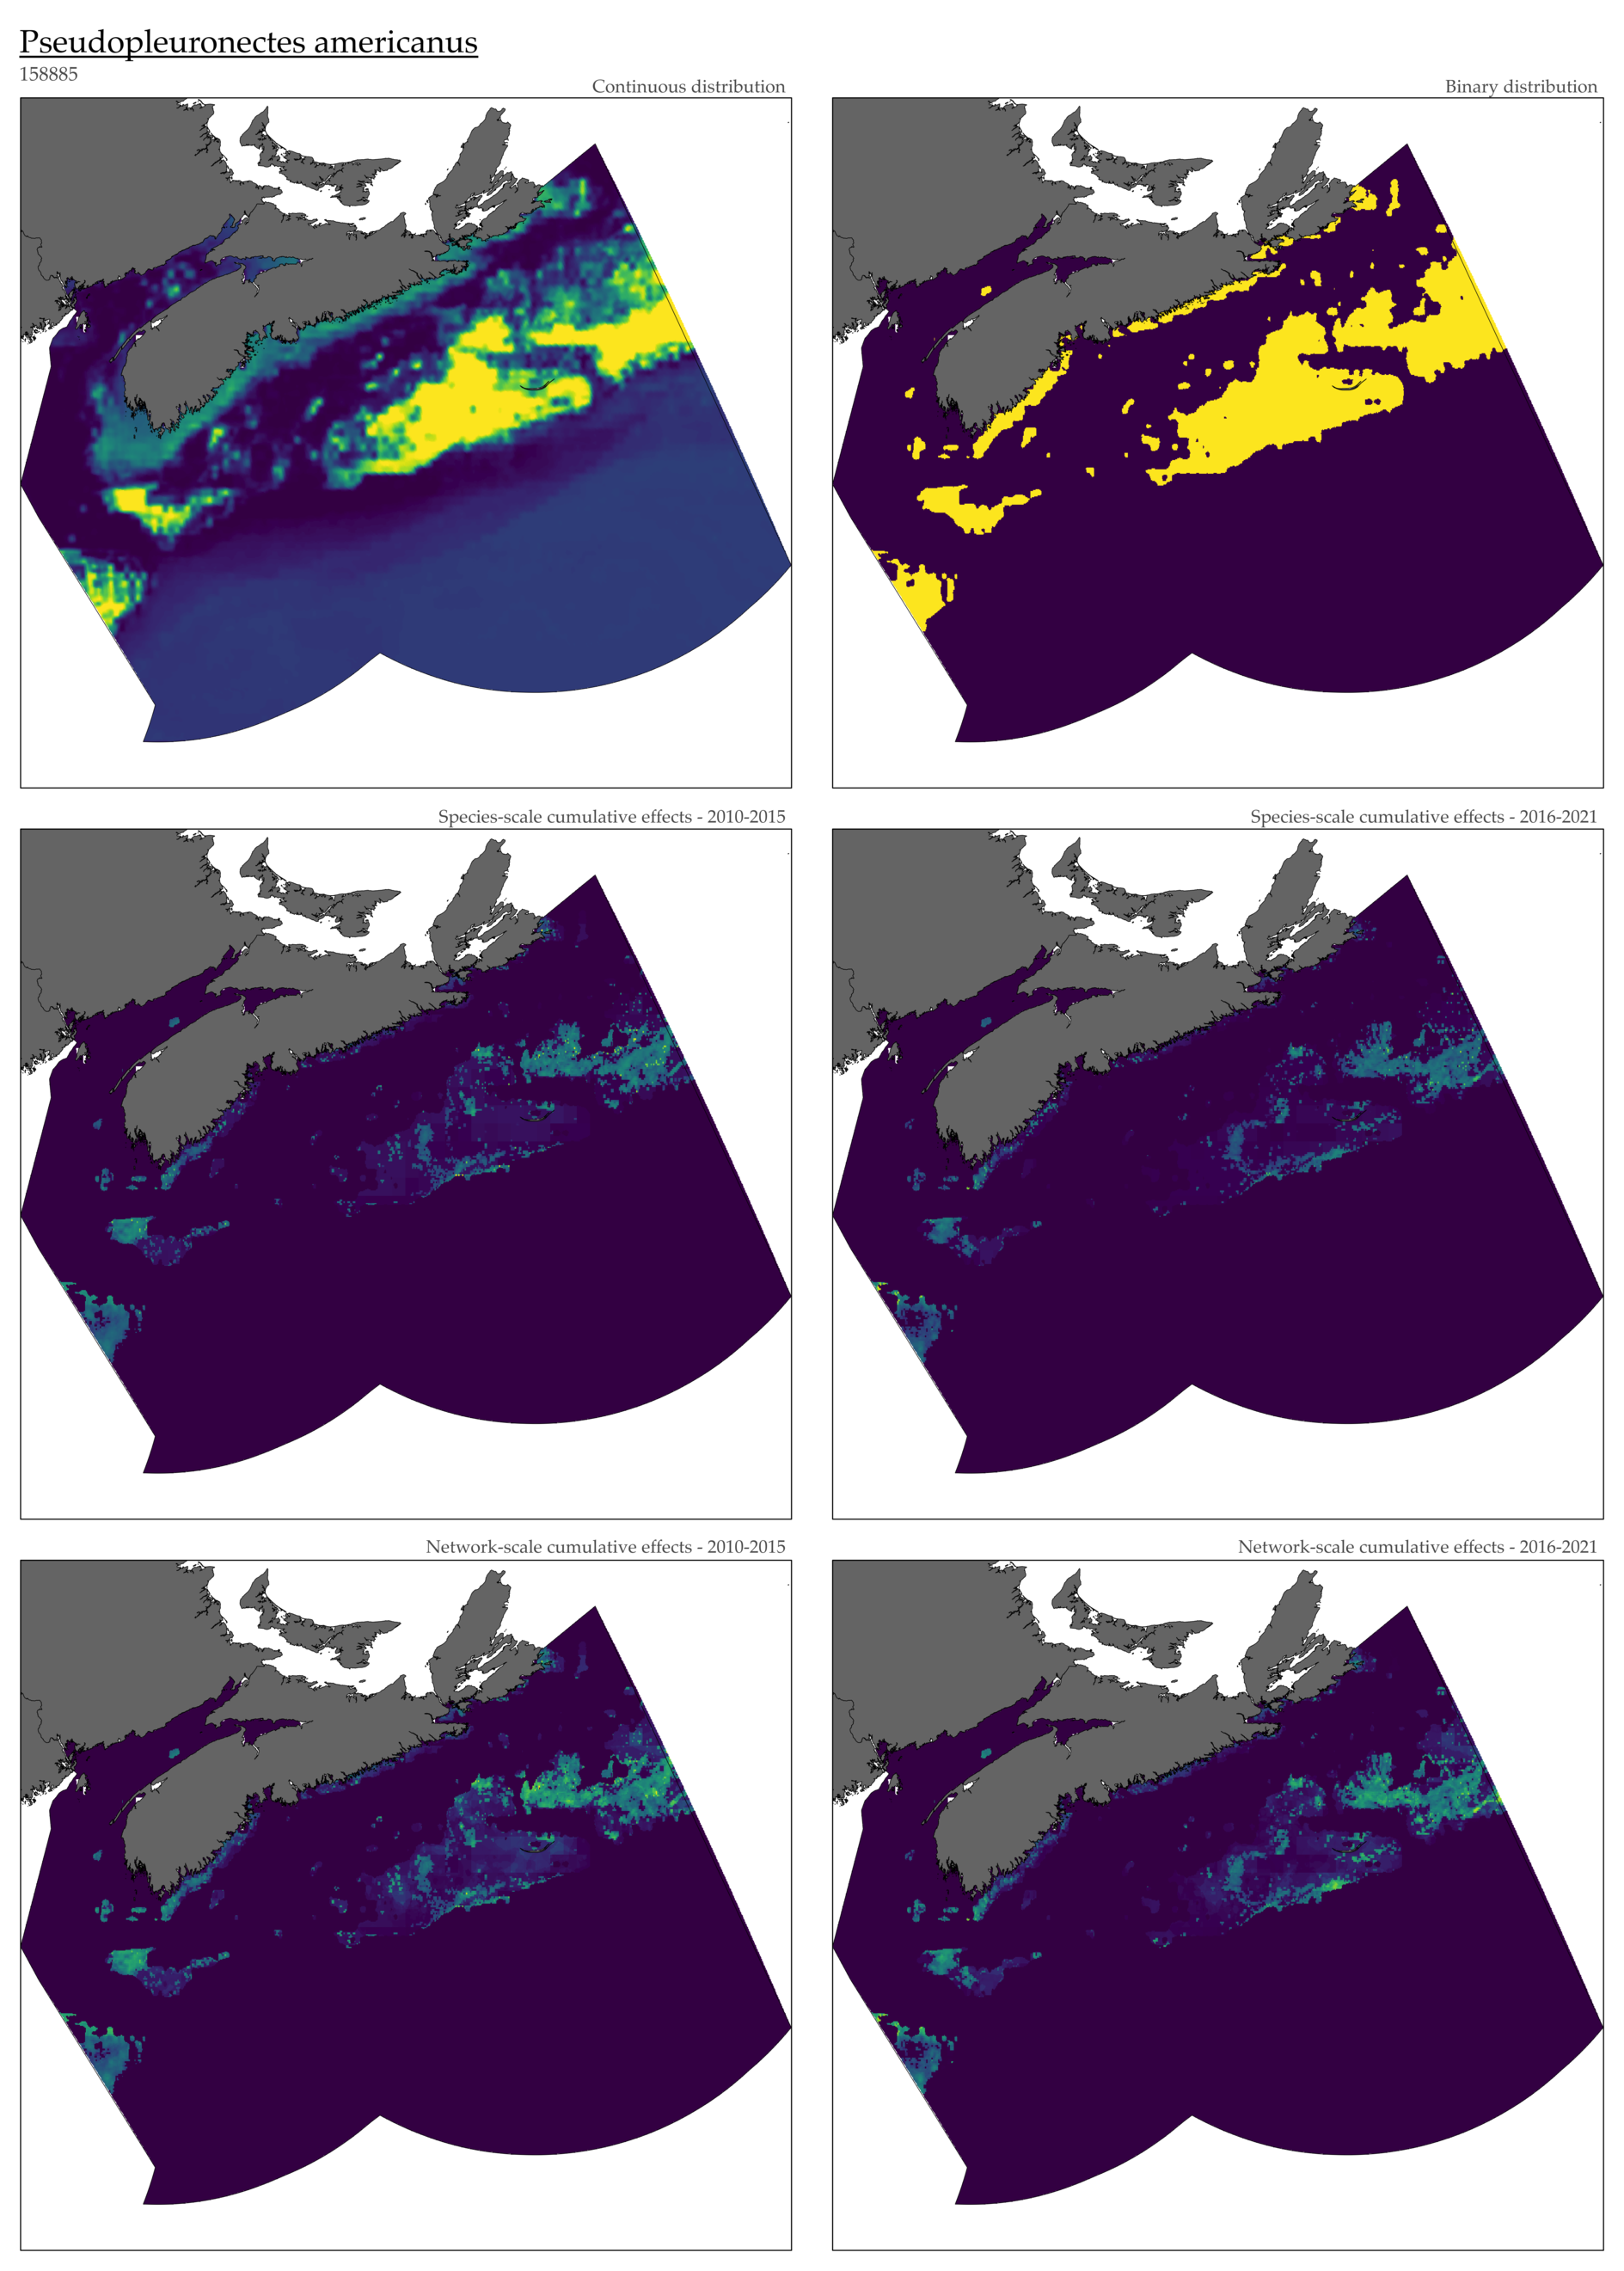 Pseudopleuronectes americanus
158885
Continuous distribution
Binary distribution
Species-scale cumulative effects - 2010-2015
Species-scale cumulative effects - 2016-2021
Network-scale cumulative effects - 2010-2015
Network-scale cumulative effects - 2016-2021